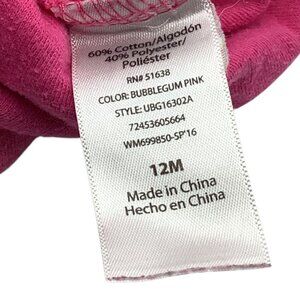 60% Cotton/Algodón
40% Polyester/
Poliéster
RN# 51638
COLOR: BUBBLEGUM PINK
STYLE: UBG16302A
72453605664
WM699850-SP'16
12M
Made in China
Hecho en China